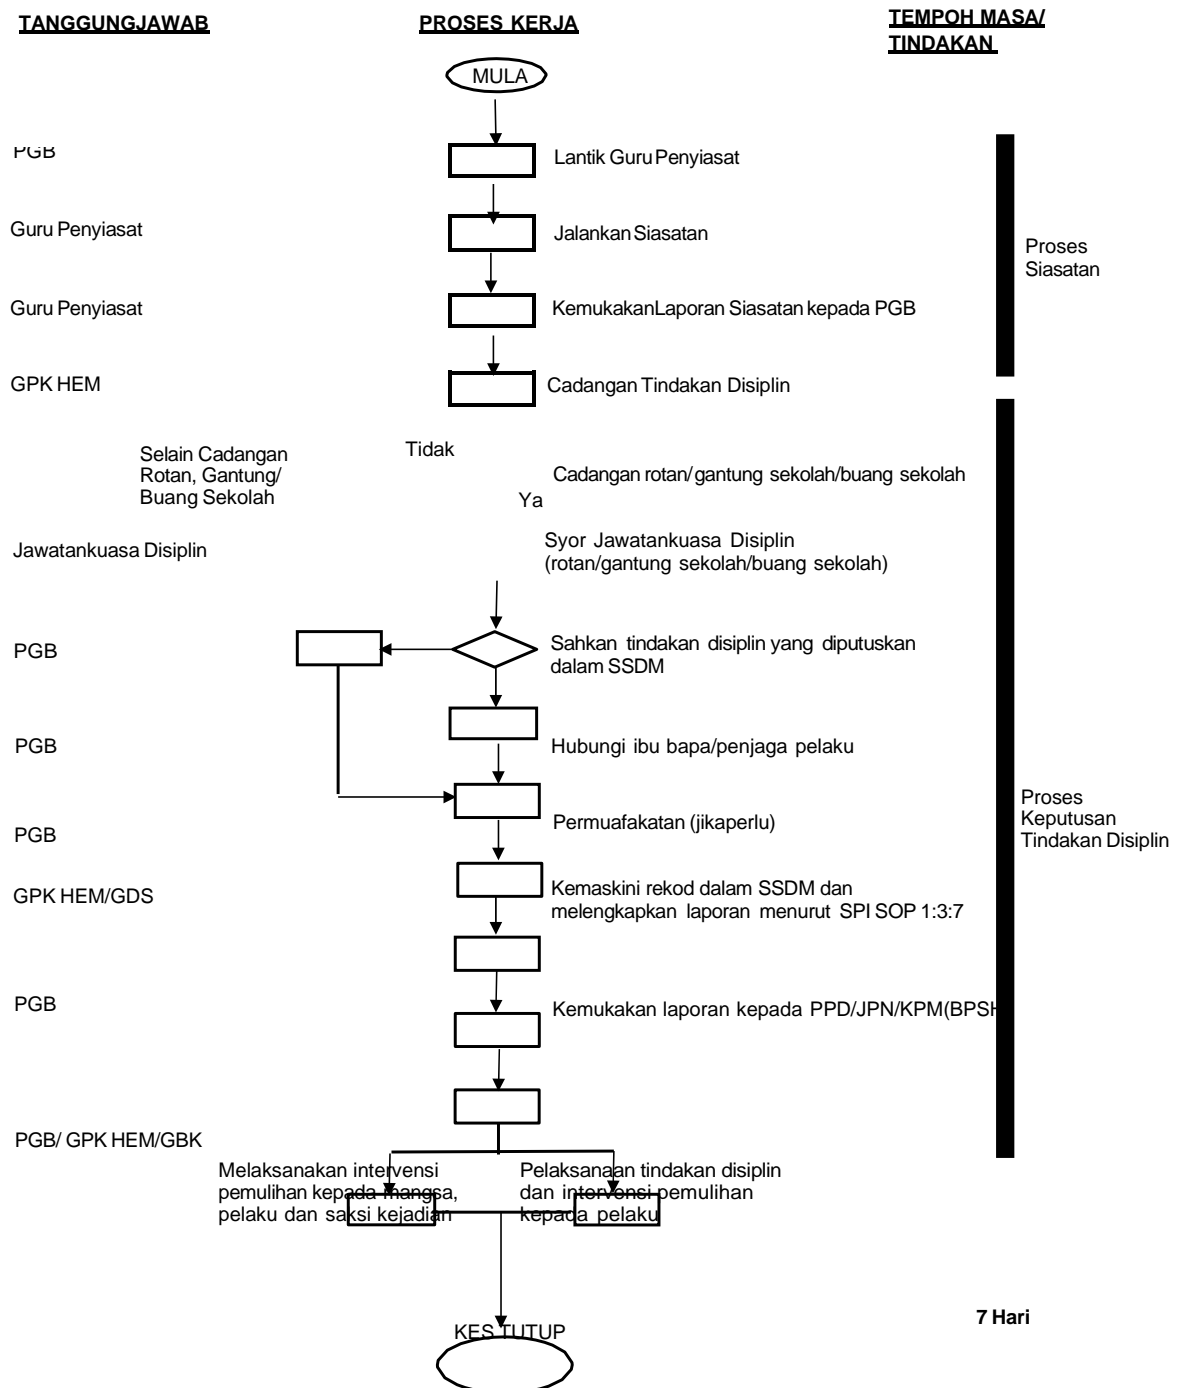 TANGGUNGJAWAB
PROSES KERJA
TEMPOH MASA/
TINDAKAN
MULA
PGB
Lantik Guru Penyiasat
Guru Penyiasat
Jalankan Siasatan
Proses
Siasatan
Guru Penyiasat
Kemukakan Laporan Siasatan kepada PGB
GPK HEM
Cadangan Tindakan Disiplin
Selain Cadangan
Rotan, Gantung/
Buang Sekolah
Tidak
Cadangan rotan/gantung sekolah/buang sekolah
Ya
Jawatankuasa Disiplin
Syor Jawatankuasa Disiplin
(rotan/gantung sekolah/buang sekolah)
PGB
Sahkan tindakan disiplin yang diputuskan
dalam SSDM
PGB
Hubungi ibu bapa/penjaga pelaku
Proses
Keputusan
Tindakan Disiplin
PGB
Permuafakatan (jikaperlu)
GPK HEM/GDS
Kemaskini rekod dalam SSDM dan
melengkapkan laporan menurut SPI SOP 1:3:7
PGB
Kemukakan laporan kepada PPD/JPN/KPM(BPSH
PGB/ GPK HEM/GBK
Melaksanakan intervensi
pemulihan kepada mangsa,
pelaku dan saksi kejadian
Pelaksanaan tindakan disiplin
dan intervensi pemulihan
kepada pelaku
7 Hari
KES TUTUP